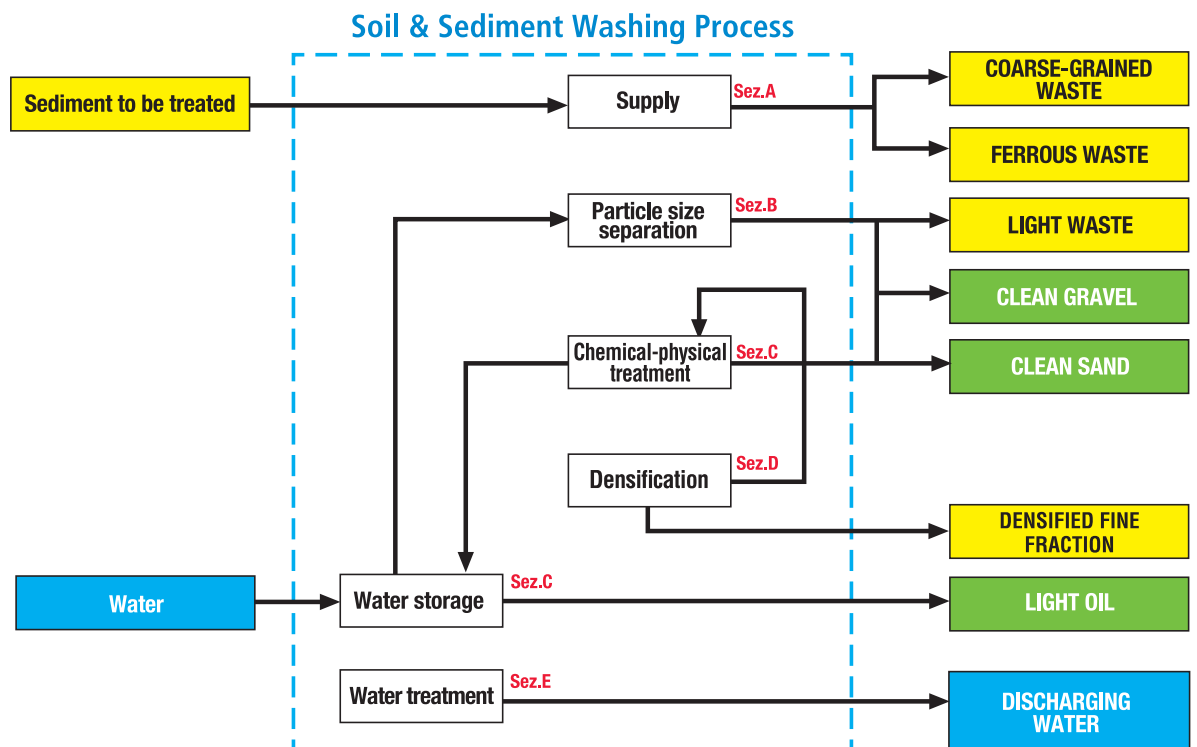 Soil & Sediment Washing Process
Sediment to be treated
Supply
Sez.A
COARSE-GRAINED
WASTE
FERROUS WASTE
Particle size
separation
Sez.B
LIGHT WASTE
CLEAN GRAVEL
Chemical-physical
treatment
Sez.C
CLEAN SAND
Densification
Sez.D
DENSIFIED FINE
FRACTION
Water
Water storage
Sez.C
LIGHT OIL
Water treatment
Sez.E
DISCHARGING
WATER